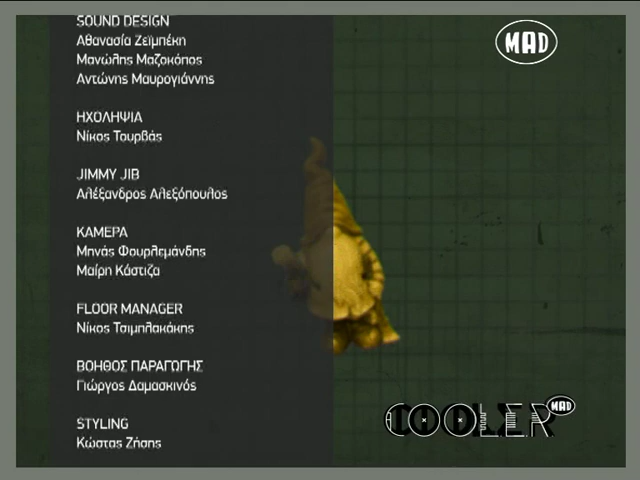 SOUND DESIGN
Αθανασία Ζεϊμπέκη
Μανώλης Μαζοκόπος
Αντώνης Μαυρογιάννης
ΗΧΟΛΗΨΙΑ
Νίκος Τουρβάς
JIMMY JIB
Αλέξανδρος Αλεξόπουλος
ΚΑΜΕΡΑ
Μηνάς Φουρλεμάνδης
Μαίρη Κάστιζα
FLOOR MANAGER
Νίκος Τσιμπλακάκης
ΒΟΗΘΟΣ ΠΑΡΑΓΩΓΗΣ
Γιώργος Δαμασκινός
STYLING
Κώστας Ζήσης
MAD
COOLER
MAD